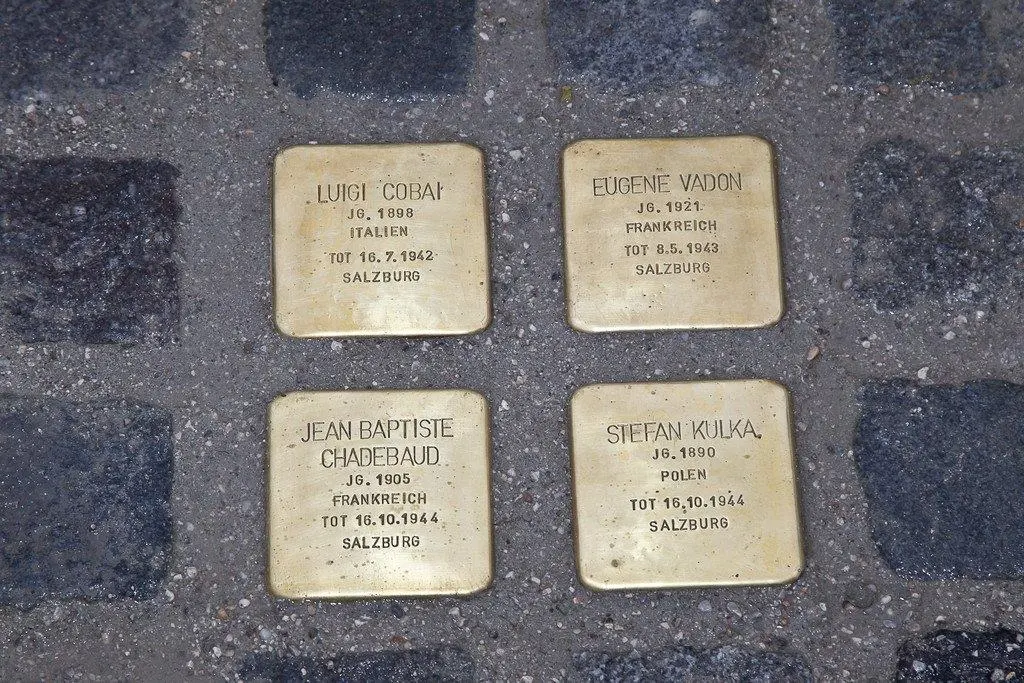 LUIGI COBAI
JG. 1898
ITALIEN
TOT 16.7.1942
SALZBURG
EUGENE VADON
JG. 1921
FRANKREICH
TOT 8.5.1943
SALZBURG
JEAN BAPTISTE
CHADEBAUD
JG. 1905
FRANKREICH
TOT 16.10.1944
SALZBURG
STEFAN KULKA
JG. 1890
POLEN
TOT 16.10.1944
SALZBURG